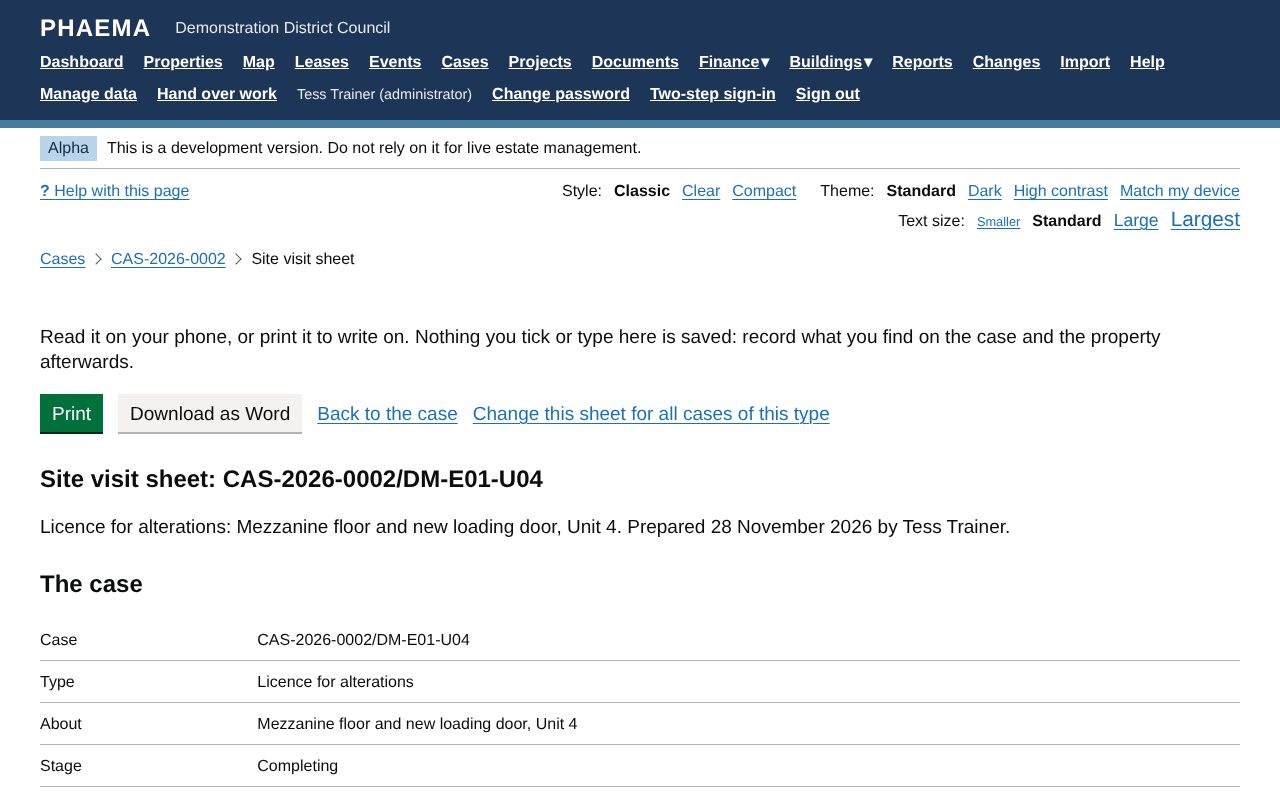 PHAEMA Demonstration District Council
Dashboard Properties Map Leases Events Cases Projects Documents Finance▾ Buildings▾ Reports Changes Import Help
Manage data Hand over work Tess Trainer (administrator) Change password Two-step sign-in Sign out
Alpha This is a development version. Do not rely on it for live estate management.
? Help with this page Style: Classic Clear Compact Theme: Standard Dark High contrast Match my device
Text size: Smaller Standard Large Largest
Cases > CAS-2026-0002 > Site visit sheet
Read it on your phone, or print it to write on. Nothing you tick or type here is saved: record what you find on the case and the property
afterwards.
Print Download as Word Back to the case Change this sheet for all cases of this type
Site visit sheet: CAS-2026-0002/DM-E01-U04
Licence for alterations: Mezzanine floor and new loading door, Unit 4. Prepared 28 November 2026 by Tess Trainer.
The case
Case CAS-2026-0002/DM-E01-U04
Type Licence for alterations
About Mezzanine floor and new loading door, Unit 4
Stage Completing